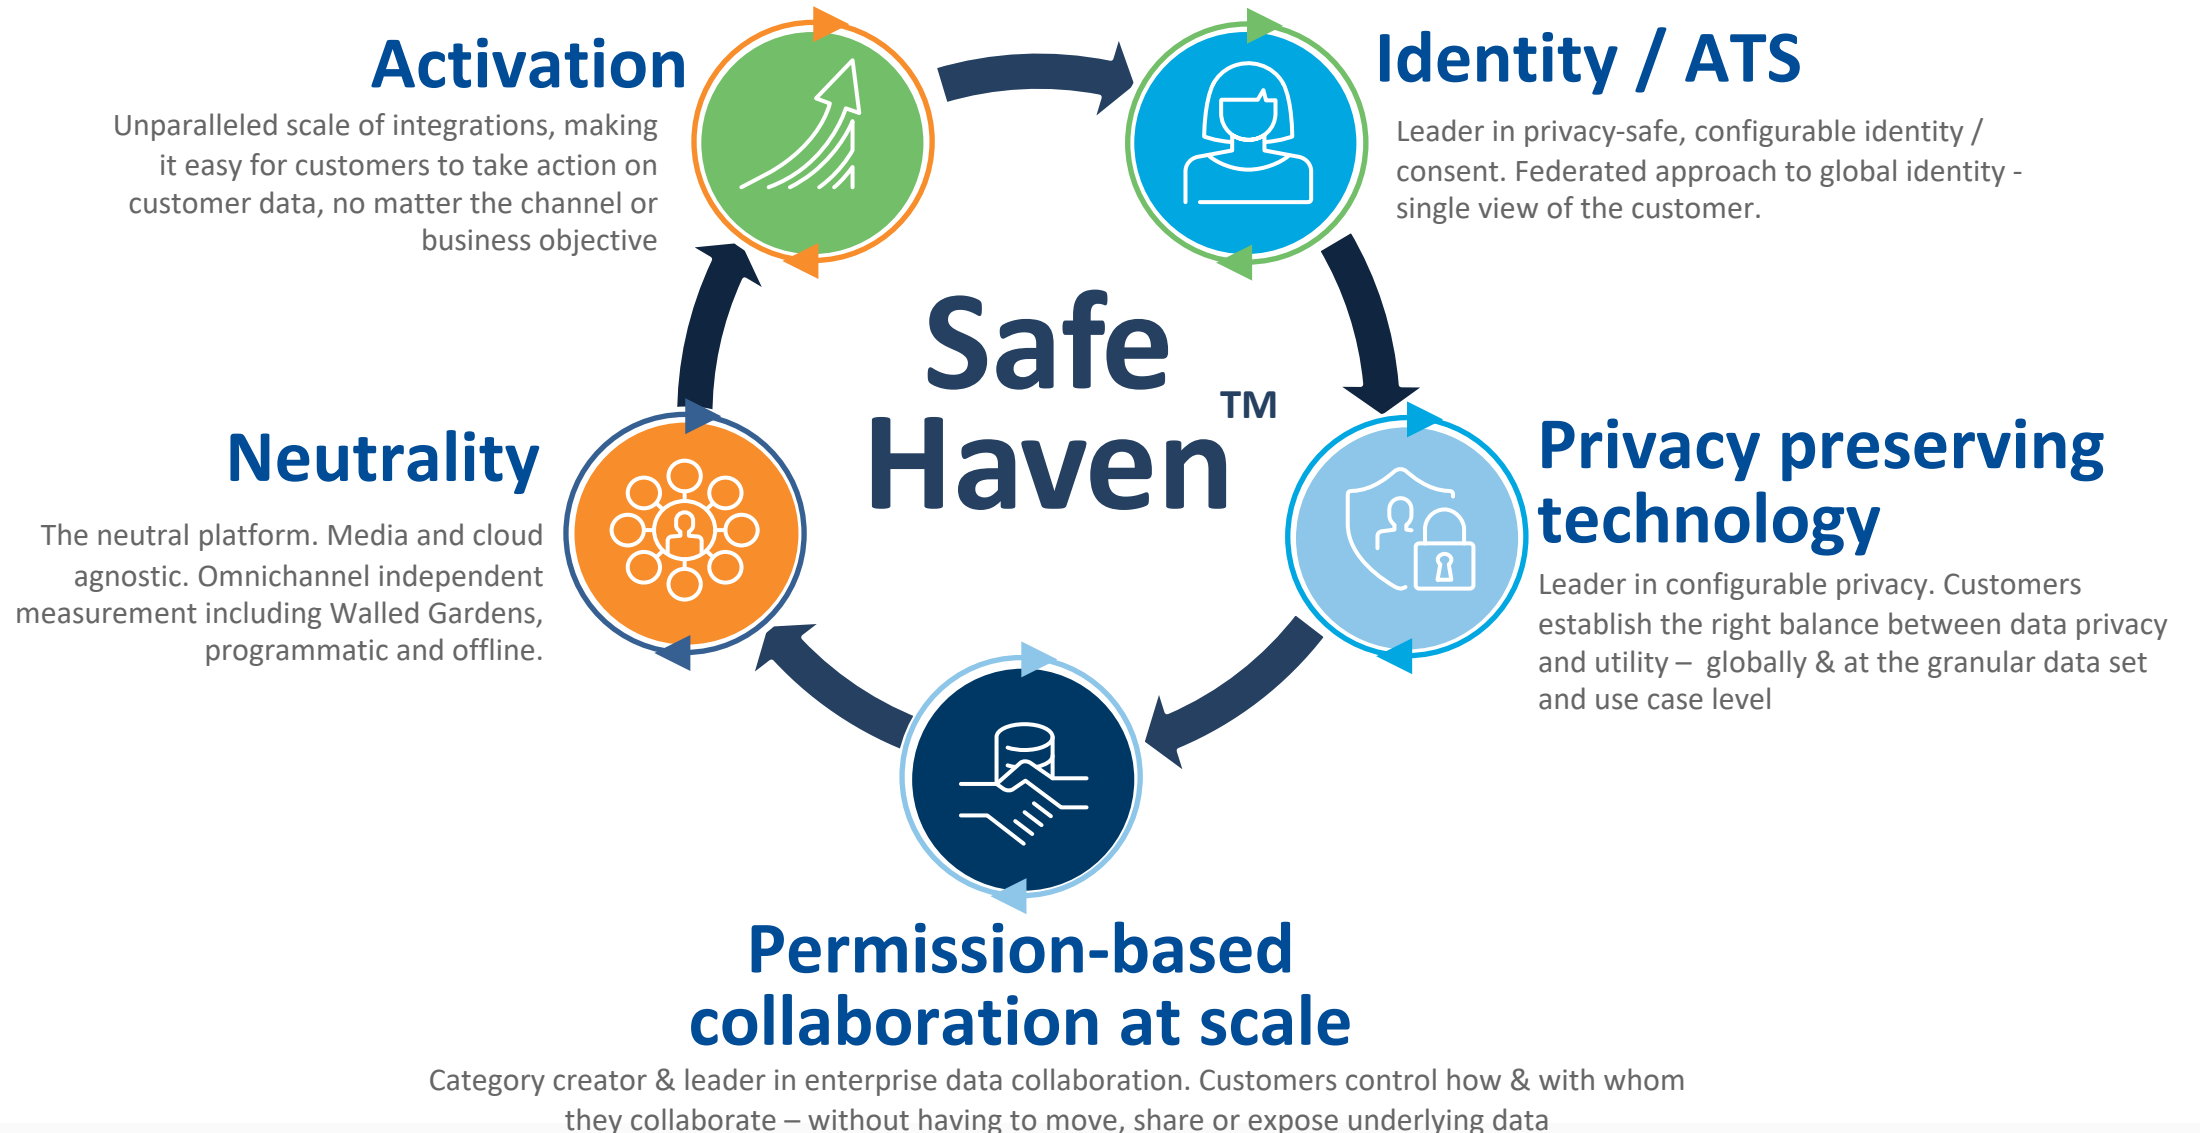 Activation
Unparalleled scale of integrations, making
it easy for customers to take action on
customer data, no matter the channel or
business objective
Identity / ATS
Leader in privacy-safe, configurable identity /
consent. Federated approach to global identity -
single view of the customer.
Safe
Haven™
Neutrality
The neutral platform. Media and cloud
agnostic. Omnichannel independent
measurement including Walled Gardens,
programmatic and offline.
Privacy preserving
technology
Leader in configurable privacy. Customers
establish the right balance between data privacy
and utility – globally & at the granular data set
and use case level
Permission-based
collaboration at scale
Category creator & leader in enterprise data collaboration. Customers control how & with whom
they collaborate – without having to move, share or expose underlying data